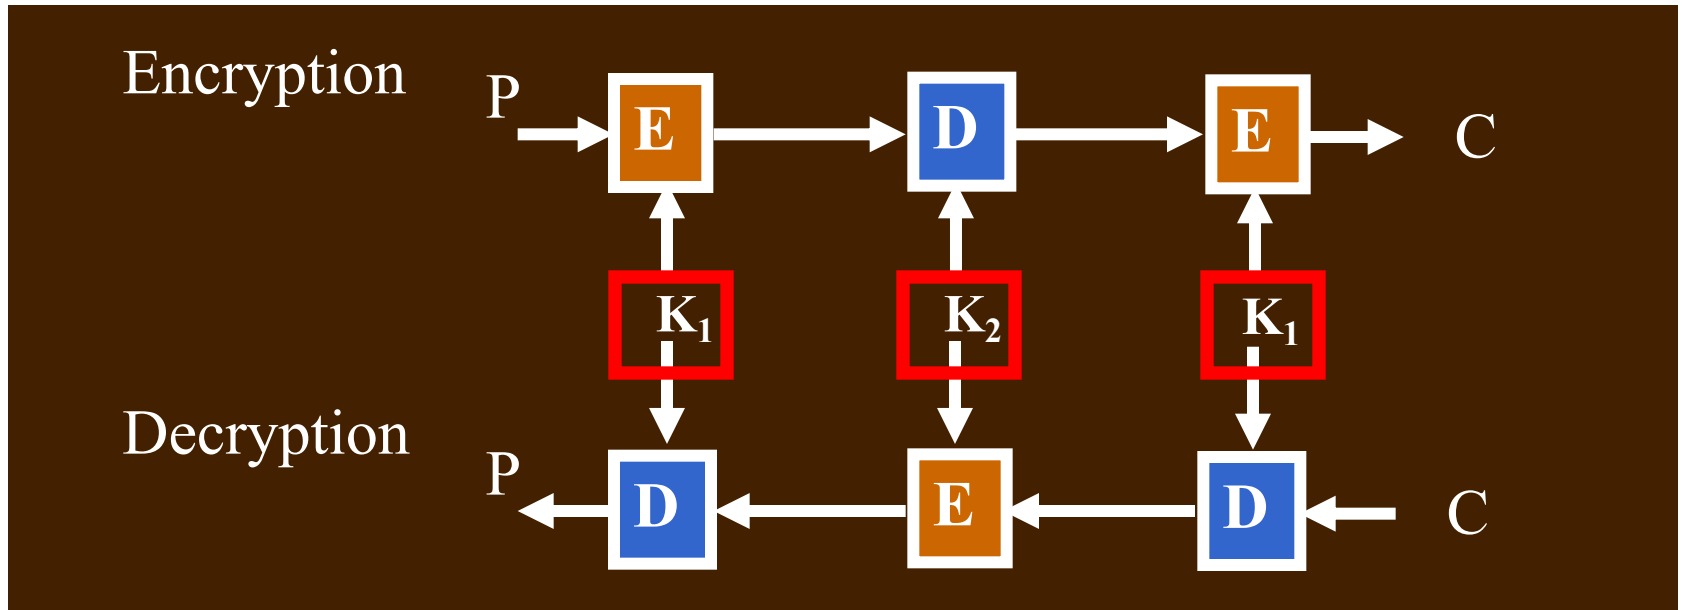 Encryption
P E D E C
K₁ K₂ K₁
Decryption
P D E D C